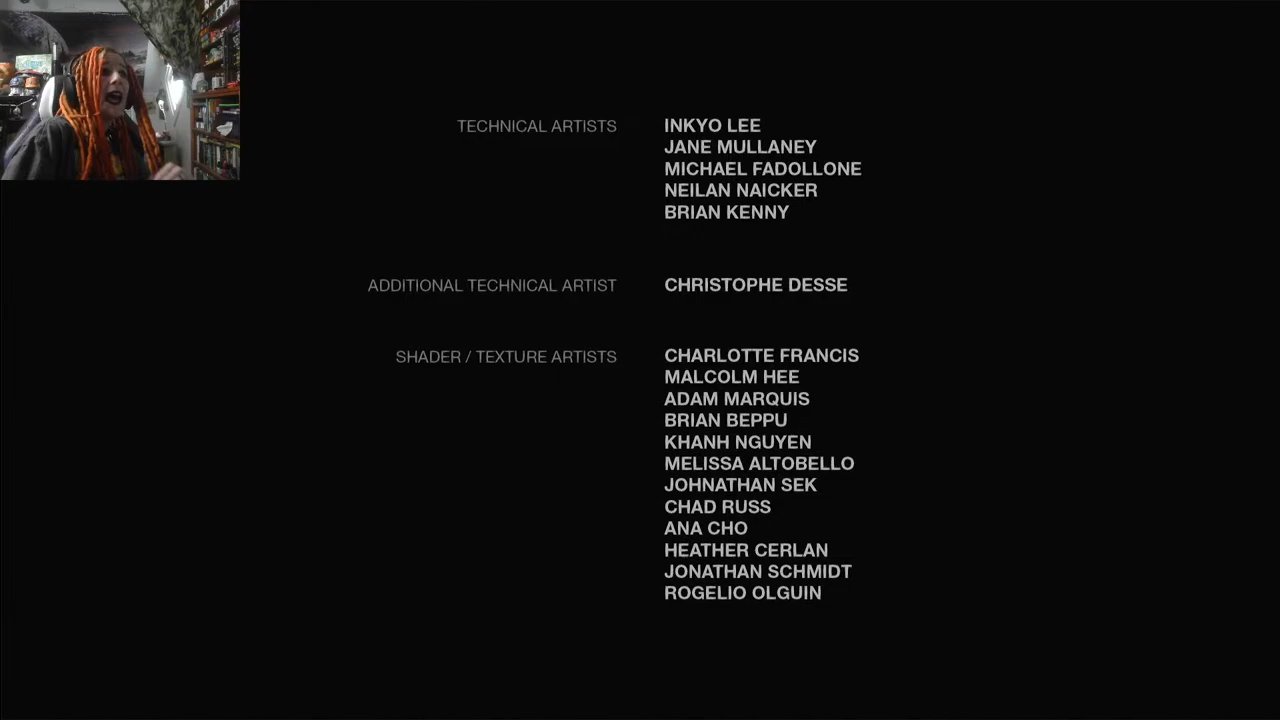 TECHNICAL ARTISTS INKYO LEE
JANE MULLANEY
MICHAEL FADOLLONE
NEILAN NAICKER
BRIAN KENNY
ADDITIONAL TECHNICAL ARTIST CHRISTOPHE DESSE
SHADER / TEXTURE ARTISTS CHARLOTTE FRANCIS
MALCOLM HEE
ADAM MARQUIS
BRIAN BEPPU
KHANH NGUYEN
MELISSA ALTOBELLO
JOHNATHAN SEK
CHAD RUSS
ANA CHO
HEATHER CERLAN
JONATHAN SCHMIDT
ROGELIO OLGUIN